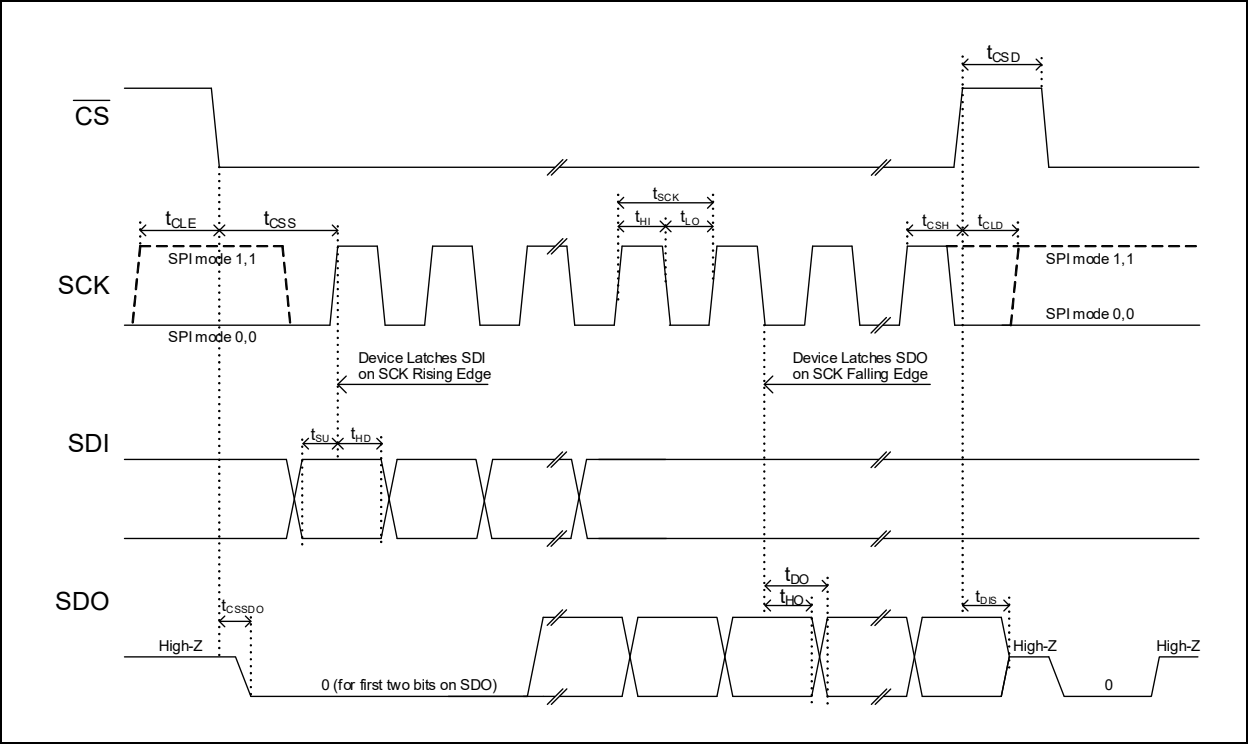 tCSD
CS
tSCK
tCLE
tCSS
tHI
tLO
tCSH
tCLD
SPI mode 1,1
SPI mode 1,1
SCK
SPI mode 0,0
SPI mode 0,0
Device Latches SDI
on SCK Rising Edge
Device Latches SDO
on SCK Falling Edge
SDI
tSU
tHD
tDO
SDO
tCSSDO
tHO
tDIS
High-Z
High-Z
High-Z
0 (for first two bits on SDO)
0